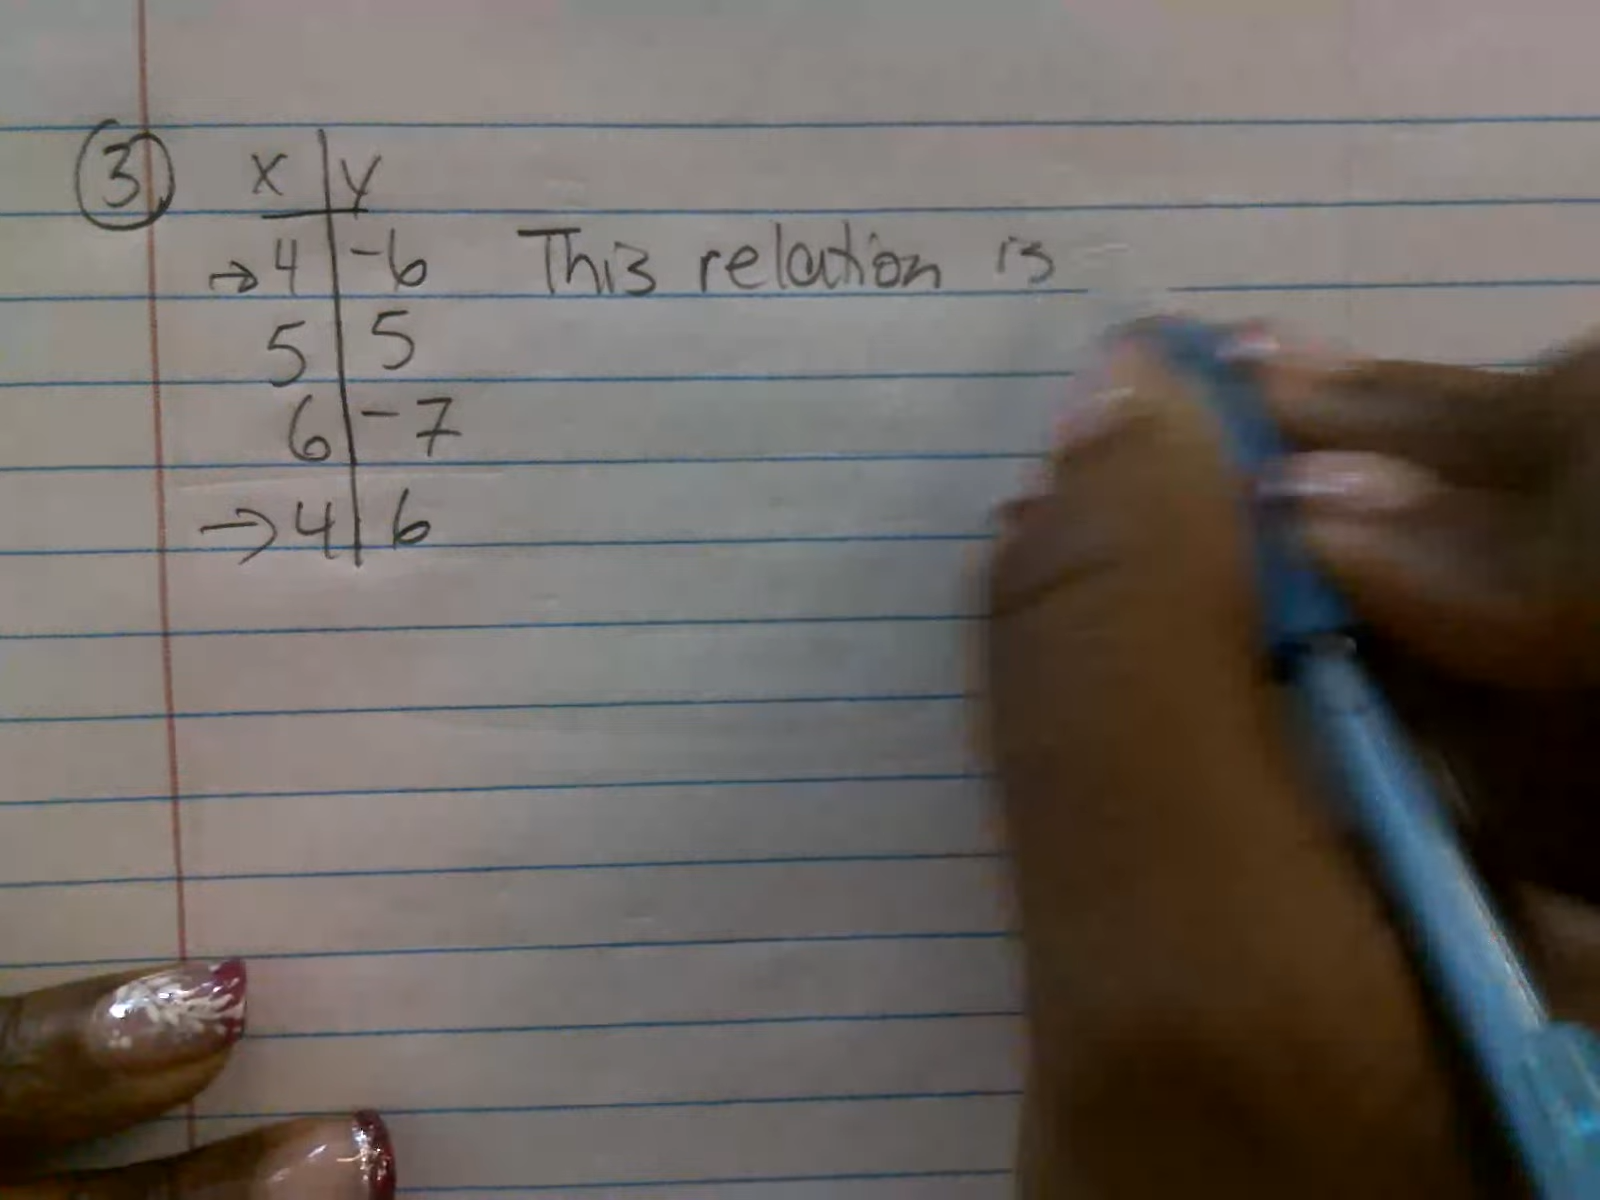 ③ x | y
→ 4 | -6 This relation is
5 | 5
6 | -7
→ 4 | 6